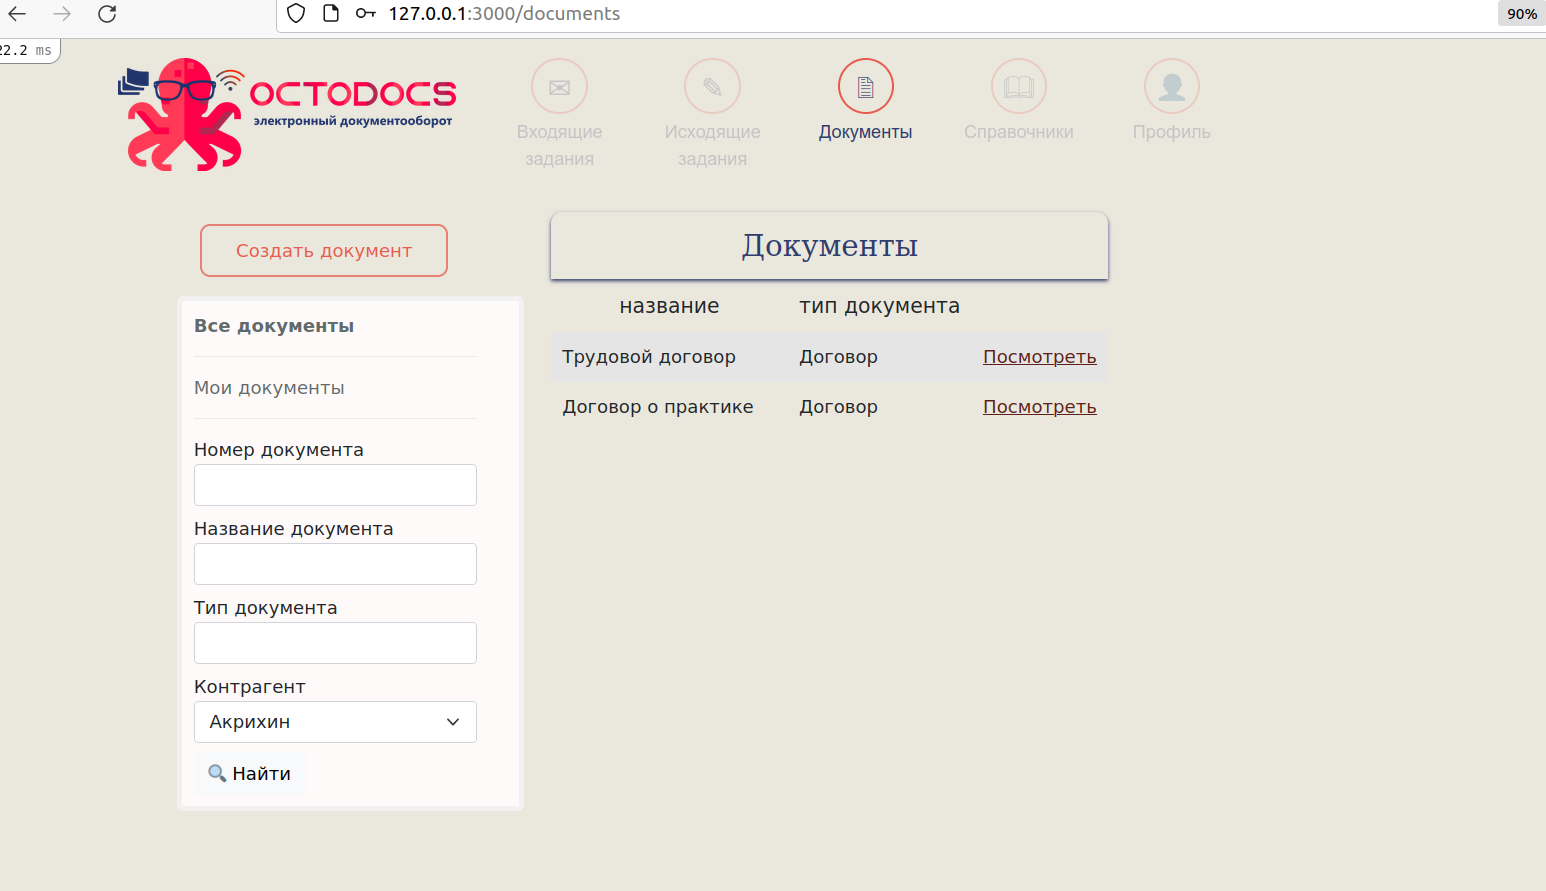 127.0.0.1:3000/documents
90%
22.2 ms
OCTODOCS
электронный документооборот
Входящие
задания
Исходящие
задания
Документы
Справочники
Профиль
Создать документ
Документы
Все документы
Мои документы
Номер документа
Название документа
Тип документа
Контрагент
Акрихин
Найти
название тип документа
Трудовой договор Договор Посмотреть
Договор о практике Договор Посмотреть